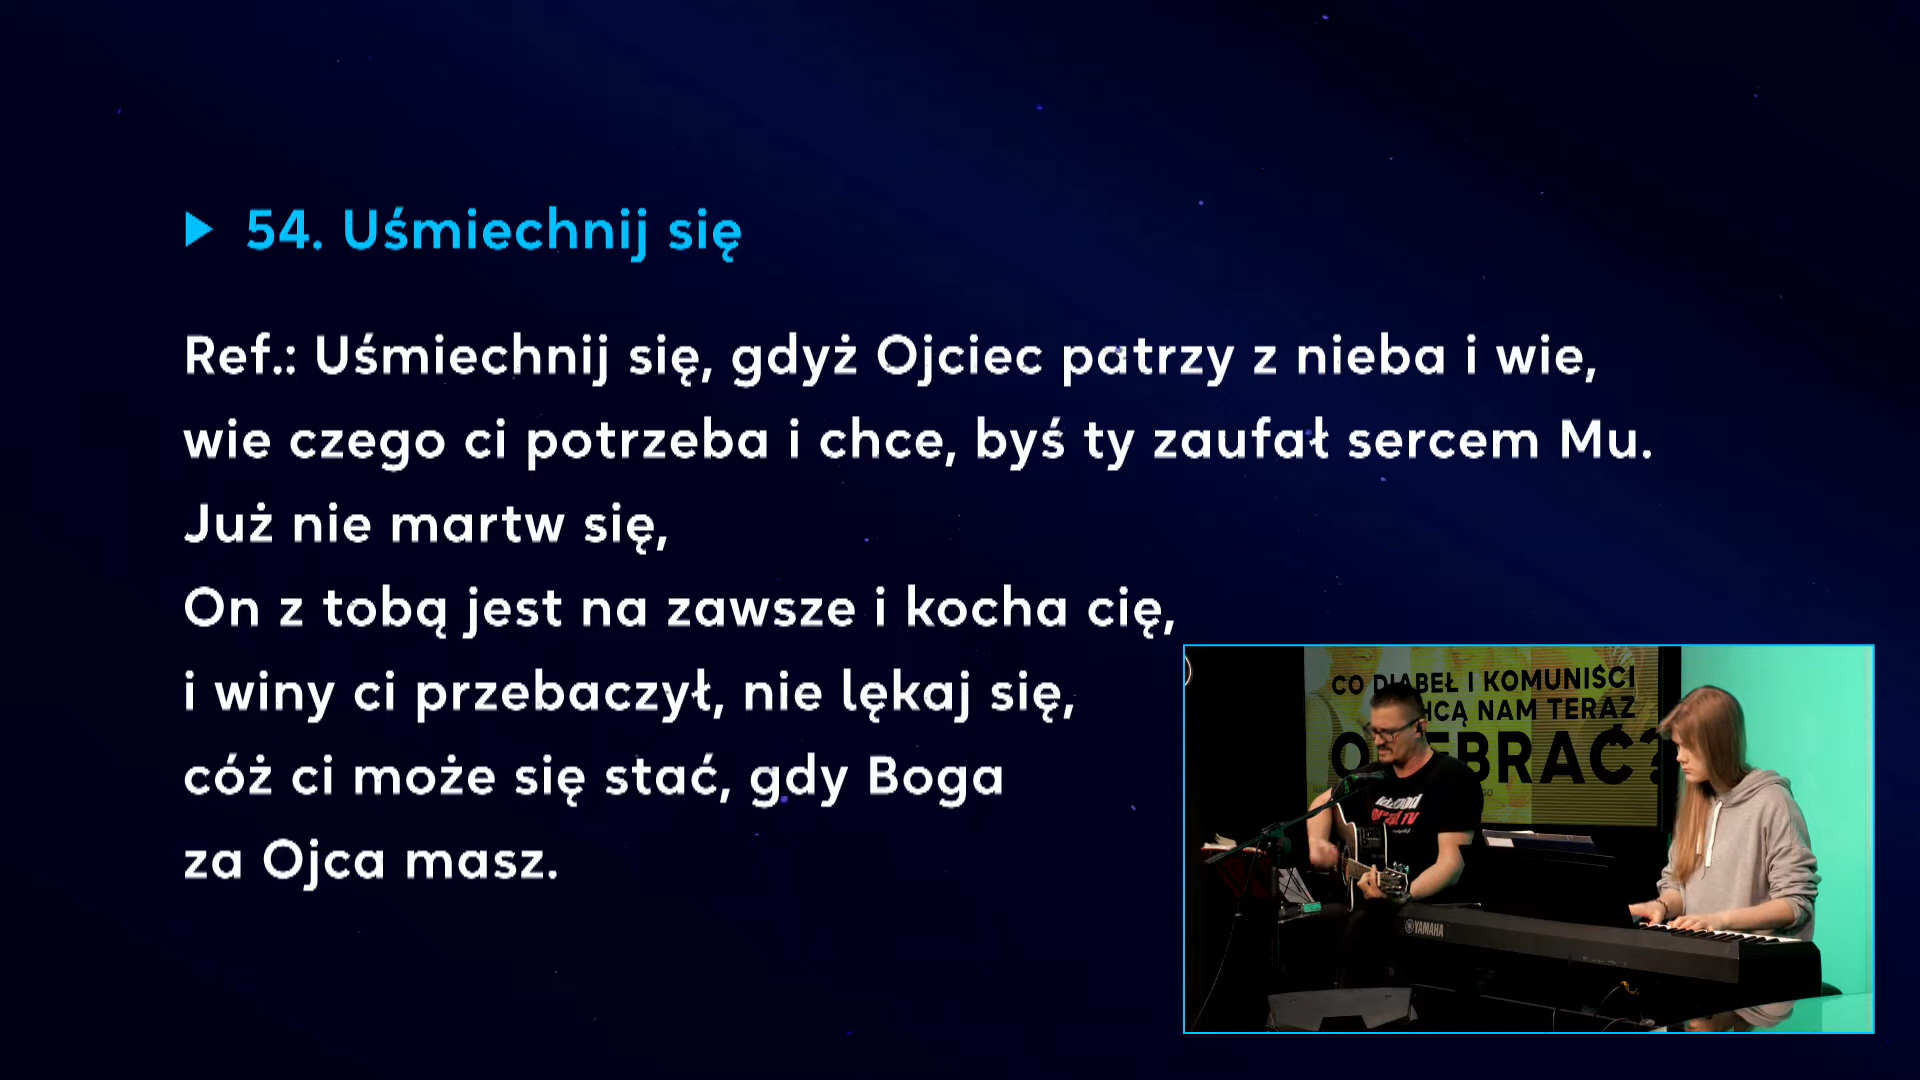 54. Uśmiechnij się
Ref.: Uśmiechnij się, gdyż Ojciec patrzy z nieba i wie,
wie czego ci potrzeba i chce, byś ty zaufał sercem Mu.
Już nie martw się,
On z tobą jest na zawsze i kocha cię,
i winy ci przebaczył, nie lękaj się,
cóż ci może się stać, gdy Boga
za Ojca masz.
CO DIABEŁ I KOMUNIŚCI
NAM TERAZ
YAMAHA